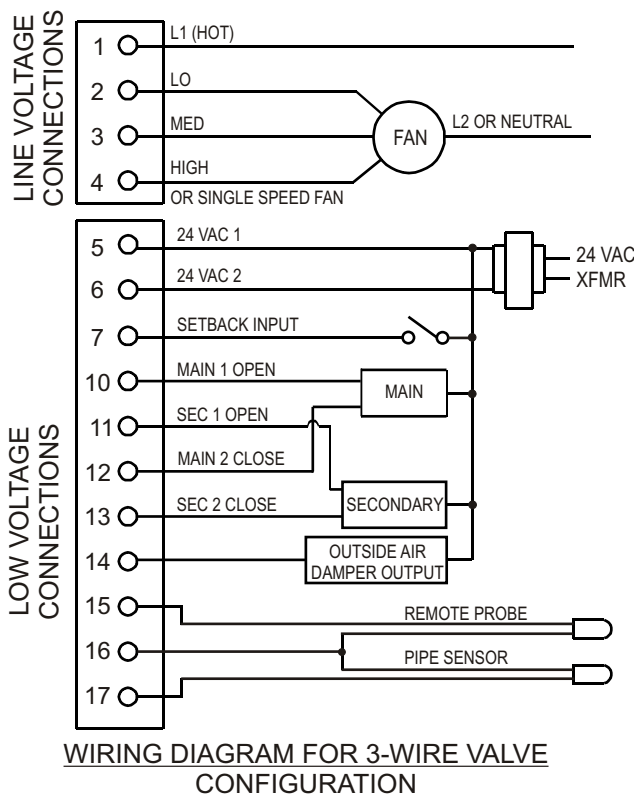 LINE VOLTAGE
CONNECTIONS
1 L1 (HOT)
2 LO
3 MED
4 HIGH
OR SINGLE SPEED FAN
FAN
L2 OR NEUTRAL
LOW VOLTAGE
CONNECTIONS
5 24 VAC 1
6 24 VAC 2
24 VAC
XFMR
7 SETBACK INPUT
10 MAIN 1 OPEN
MAIN
11 SEC 1 OPEN
12 MAIN 2 CLOSE
13 SEC 2 CLOSE
SECONDARY
14
OUTSIDE AIR
DAMPER OUTPUT
15
REMOTE PROBE
16
PIPE SENSOR
17
WIRING DIAGRAM FOR 3-WIRE VALVE
CONFIGURATION